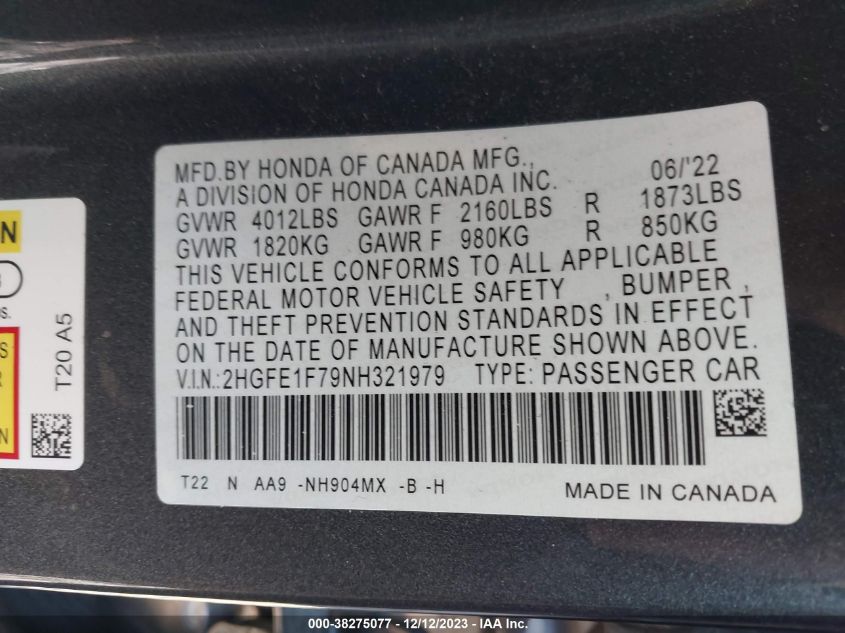 MFD.BY HONDA OF CANADA MFG., 06/'22
A DIVISION OF HONDA CANADA INC.
GVWR 4012LBS GAWR F 2160LBS R 1873LBS
GVWR 1820KG GAWR F 980KG R 850KG
THIS VEHICLE CONFORMS TO ALL APPLICABLE
FEDERAL MOTOR VEHICLE SAFETY , BUMPER ,
AND THEFT PREVENTION STANDARDS IN EFFECT
ON THE DATE OF MANUFACTURE SHOWN ABOVE.
V.I.N.:2HGFE1F79NH321979 TYPE: PASSENGER CAR
T22 N AA9 -NH904MX -B -H MADE IN CANADA
T20 A5
000-38275077 - 12/12/2023 - IAA Inc.